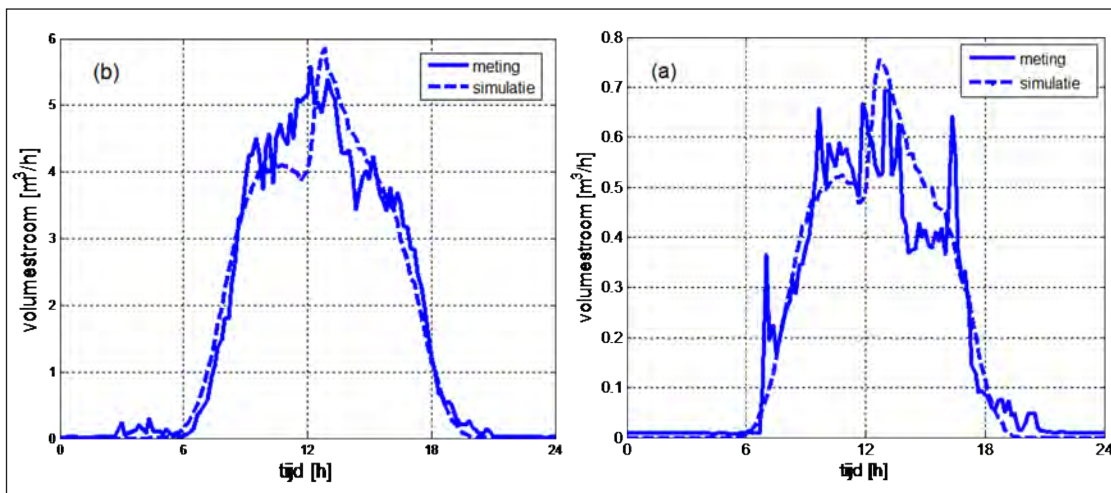 (b)
meting
simulatie
6
5
4
3
2
1
0
0 6 12 18 24
tijd [h]
volumestroom [m³/h]
(a)
meting
simulatie
0.8
0.7
0.6
0.5
0.4
0.3
0.2
0.1
0
0 6 12 18 24
tijd [h]
volumestroom [m³/h]